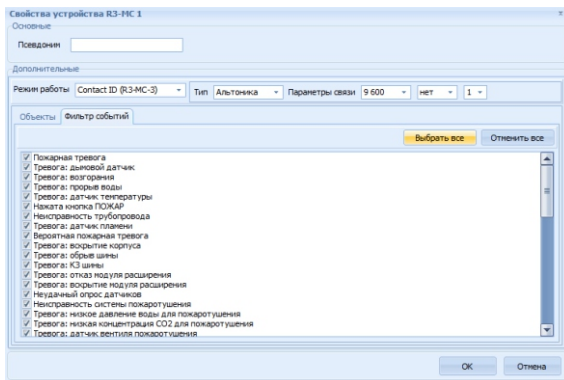 Свойства устройства R3-MC 1
Основные
Псевдоним
Дополнительные
Режим работы Contact ID (R3-MC-3) Тип Альтоника Параметры связи 9 600 нет 1
Объекты Фильтр событий
Выбрать все Отменить все
Пожарная тревога
Тревога: дымовой датчик
Тревога: возгорания
Тревога: прорыв воды
Тревога: датчик температуры
Нажата кнопка ПОЖАР
Неисправность трубопровода
Тревога: датчик пламени
Вероятная пожарная тревога
Тревога: вскрытие корпуса
Тревога: обрыв шины
Тревога: КЗ шины
Тревога: отказ модуля расширения
Тревога: вскрытие модуля расширения
Неудачный опрос датчиков
Неисправность системы пожаротушения
Тревога: низкое давление воды для пожаротушения
Тревога: низкая концентрация CO2 для пожаротушения
Тревога: датчик вентиля пожаротушения
OK Отмена